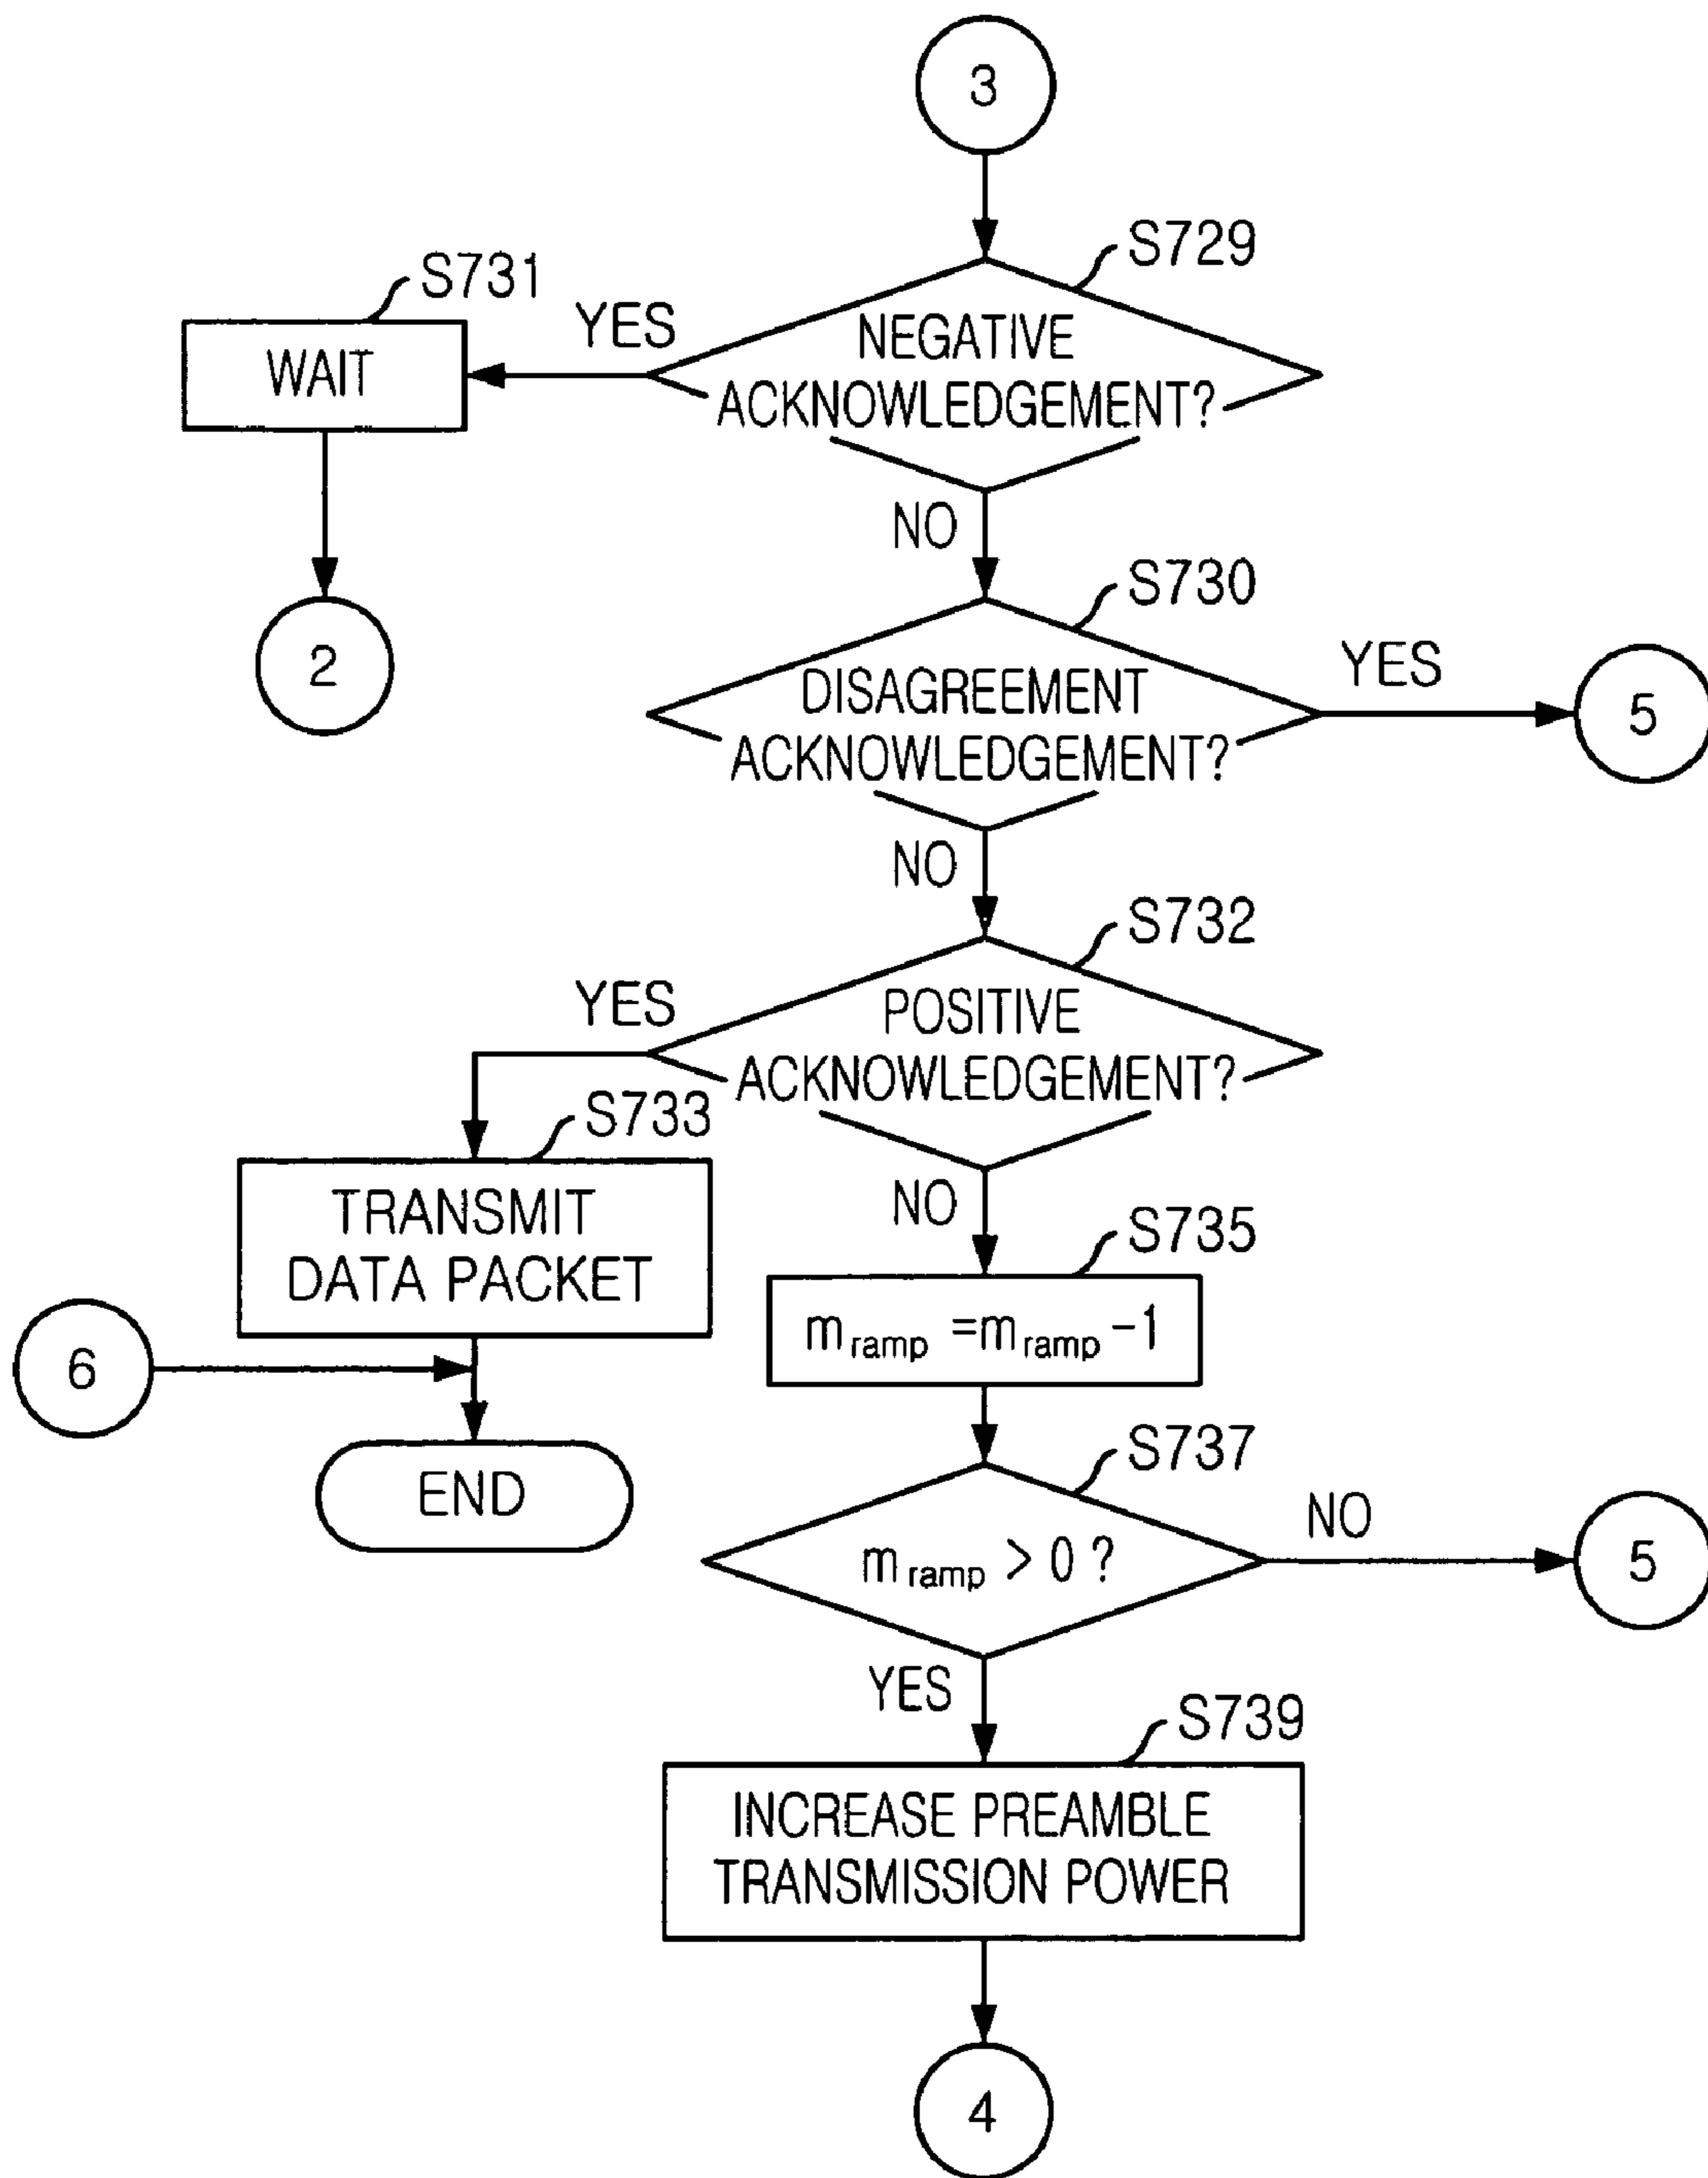 3
S729
S731
YES
NEGATIVE
ACKNOWLEDGEMENT?
WAIT
NO
2
S730
DISAGREEMENT
ACKNOWLEDGEMENT?
YES
5
NO
S732
YES
POSITIVE
ACKNOWLEDGEMENT?
S733
TRANSMIT
DATA PACKET
NO
S735
m ramp = m ramp -1
6
END
S737
m ramp > 0 ?
NO
5
YES
S739
INCREASE PREAMBLE
TRANSMISSION POWER
4